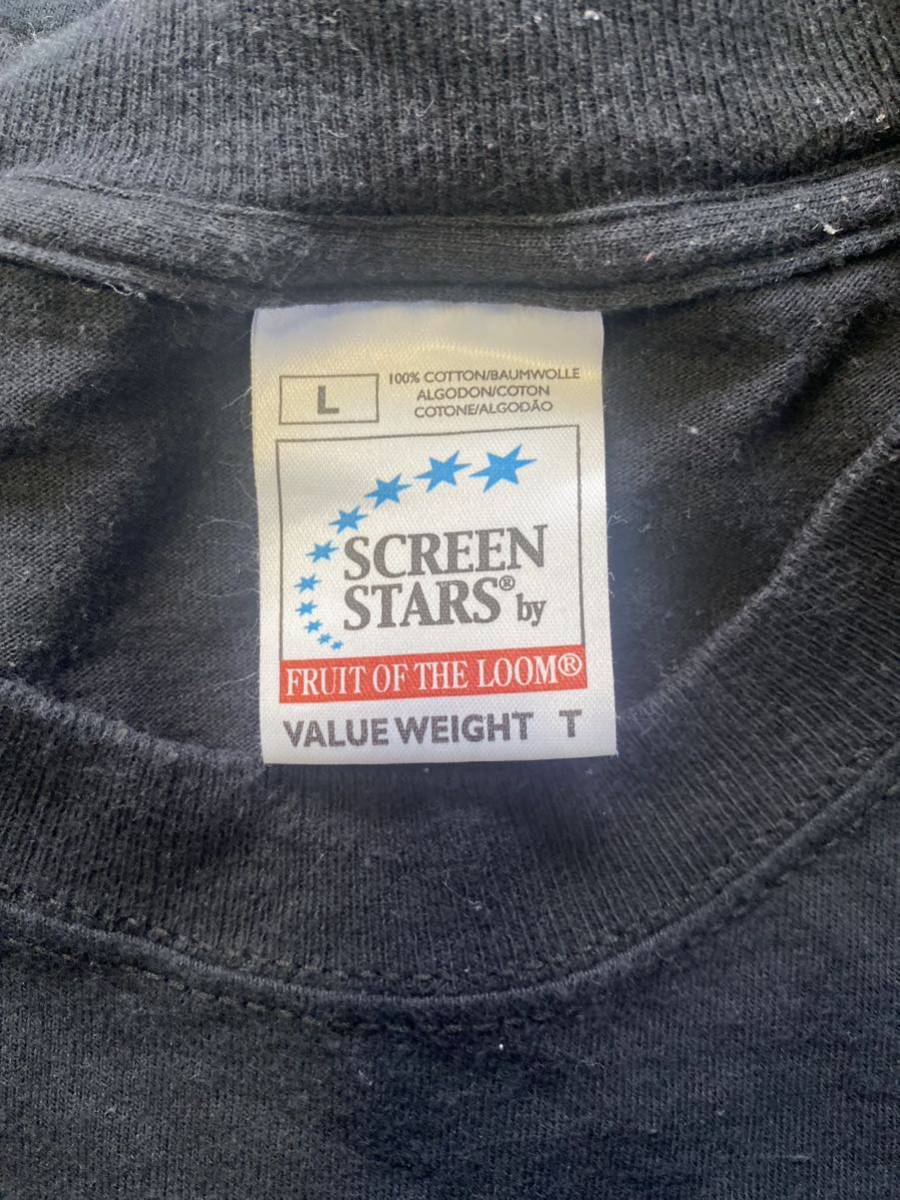 L
100% COTTON/BAUMWOLLE
ALGODON/COTON
COTONE/ALGODÃO
SCREEN
STARS® by
FRUIT OF THE LOOM®
VALUE WEIGHT T